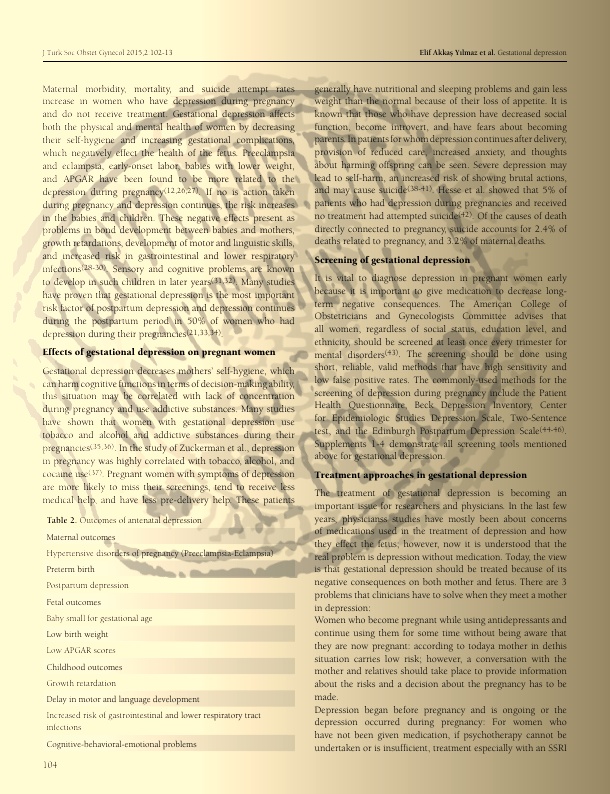 J Turk Soc Obstet Gynecol 2015;2:102-13
Elif Akkaş Yılmaz et al. Gestational depression
Maternal morbidity, mortality, and suicide attempt rates
increase in women who have depression during pregnancy
and do not receive treatment. Gestational depression affects
both the physical and mental health of women by decreasing
their self-hygiene and increasing gestational complications,
which negatively effect the health of the fetus. Preeclampsia
and eclampsia, early-onset labor, babies with lower weight,
and APGAR have been found to be more related to the
depression during pregnancy(12,26,27). If no is action taken
during pregnancy and depression continues, the risk increases
in the babies and children. These negative effects present as
problems in bond development between babies and mothers,
growth retardations, development of motor and linguistic skills,
and increased risk in gastrointestinal and lower respiratory
infections(28-30). Sensory and cognitive problems are known
to develop in such children in later years(31,32). Many studies
have proven that gestational depression is the most important
risk factor of postpartum depression and depression continues
during the postpartum period in 50% of women who had
depression during their pregnancies(21,33,34).
Effects of gestational depression on pregnant women
Gestational depression decreases mothers' self-hygiene, which
can harm cognitive functions in terms of decision-making ability,
this situation may be correlated with lack of concentration
during pregnancy and use addictive substances. Many studies
have shown that women with gestational depression use
tobacco and alcohol and addictive substances during their
pregnancies(35,36). In the study of Zuckerman et al., depression
in pregnancy was highly correlated with tobacco, alcohol, and
cocaine use(37). Pregnant women with symptoms of depression
are more likely to miss their screenings, tend to receive less
medical help, and have less pre-delivery help. These patients
Table 2. Outcomes of antenatal depression
Maternal outcomes
Hypertensive disorders of pregnancy (Preeclampsia-Eclampsia)
Preterm birth
Postpartum depression
Fetal outcomes
Baby small for gestational age
Low birth weight
Low APGAR scores
Childhood outcomes
Growth retardation
Delay in motor and language development
Increased risk of gastrointestinal and lower respiratory tract
infections
Cognitive-behavioral-emotional problems
104
generally have nutritional and sleeping problems and gain less
weight than the normal because of their loss of appetite. It is
known that those who have depression have decreased social
function, become introvert, and have fears about becoming
parents. In patients for whom depression continues after delivery,
provision of reduced care, increased anxiety, and thoughts
about harming offspring can be seen. Severe depression may
lead to self-harm, an increased risk of showing brutal actions,
and may cause suicide(38-41). Hesse et al. showed that 5% of
patients who had depression during pregnancies and received
no treatment had attempted suicide(42). Of the causes of death
directly connected to pregnancy, suicide accounts for 2.4% of
deaths related to pregnancy, and 3.2% of maternal deaths.
Screening of gestational depression
It is vital to diagnose depression in pregnant women early
because it is important to give medication to decrease long-
term negative consequences. The American College of
Obstetricians and Gynecologists Committee advises that
all women, regardless of social status, education level, and
ethnicity, should be screened at least once every trimester for
mental disorders(43). The screening should be done using
short, reliable, valid methods that have high sensitivity and
low false positive rates. The commonly-used methods for the
screening of depression during pregnancy include the Patient
Health Questionnaire, Beck Depression Inventory, Center
for Epidemiologic Studies Depression Scale, Two-Sentence
test, and the Edinburgh Postpartum Depression Scale(44-46).
Supplements 1-4 demonstrate all screening tools mentioned
above for gestational depression.
Treatment approaches in gestational depression
The treatment of gestational depression is becoming an
important issue for researchers and physicians. In the last few
years, physicianss studies have mostly been about concerns
of medications used in the treatment of depression and how
they effect the fetus; however, now it is understood that the
real problem is depression without medication. Today, the view
is that gestational depression should be treated because of its
negative consequences on both mother and fetus. There are 3
problems that clinicians have to solve when they meet a mother
in depression:
Women who become pregnant while using antidepressants and
continue using them for some time without being aware that
they are now pregnant: according to todaya mother in dethis
situation carries low risk; however, a conversation with the
mother and relatives should take place to provide information
about the risks and a decision about the pregnancy has to be
made.
Depression began before pregnancy and is ongoing or the
depression occurred during pregnancy: For women who
have not been given medication, if psychotherapy cannot be
undertaken or is insufficient, treatment especially with an SSRI